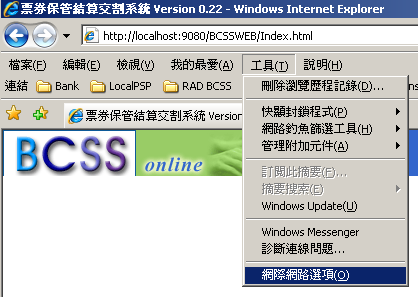 票券保管結算交割系統 Version 0.22 - Windows Internet Explorer
http://localhost:9080/BCSSWEB/Index.html
檔案(F) 編輯(E) 檢視(V) 我的最愛(A) 工具(T) 說明(H)
連結 Bank LocalPSP RAD BCSS
票券保管結算交割系統 Version
BCSS online
刪除瀏覽歷程記錄(D)...
快顯封鎖程式(P)
網路釣魚篩選工具(H)
管理附加元件(A)
訂閱此摘要(F)...
摘要搜索(E)
Windows Update(U)
Windows Messenger
診斷連線問題...
網際網路選項(O)